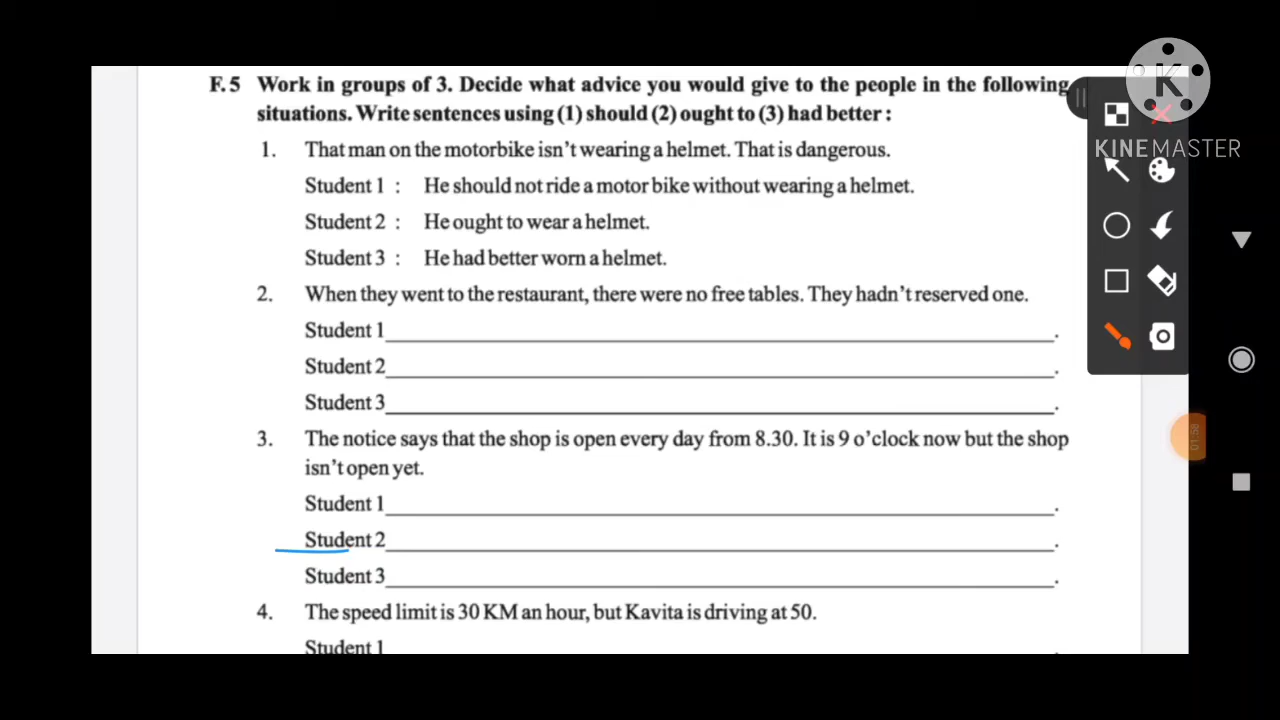 F.5 Work in groups of 3. Decide what advice you would give to the people in the following
situations. Write sentences using (1) should (2) ought to (3) had better :
1. That man on the motorbike isn't wearing a helmet. That is dangerous.
Student 1 : He should not ride a motor bike without wearing a helmet.
Student 2 : He ought to wear a helmet.
Student 3 : He had better worn a helmet.
2. When they went to the restaurant, there were no free tables. They hadn't reserved one.
Student 1 .
Student 2 .
Student 3 .
3. The notice says that the shop is open every day from 8.30. It is 9 o'clock now but the shop
isn't open yet.
Student 1 .
Student 2 .
Student 3 .
4. The speed limit is 30 KM an hour, but Kavita is driving at 50.
Student 1 .
K
KINEMASTER
01:58